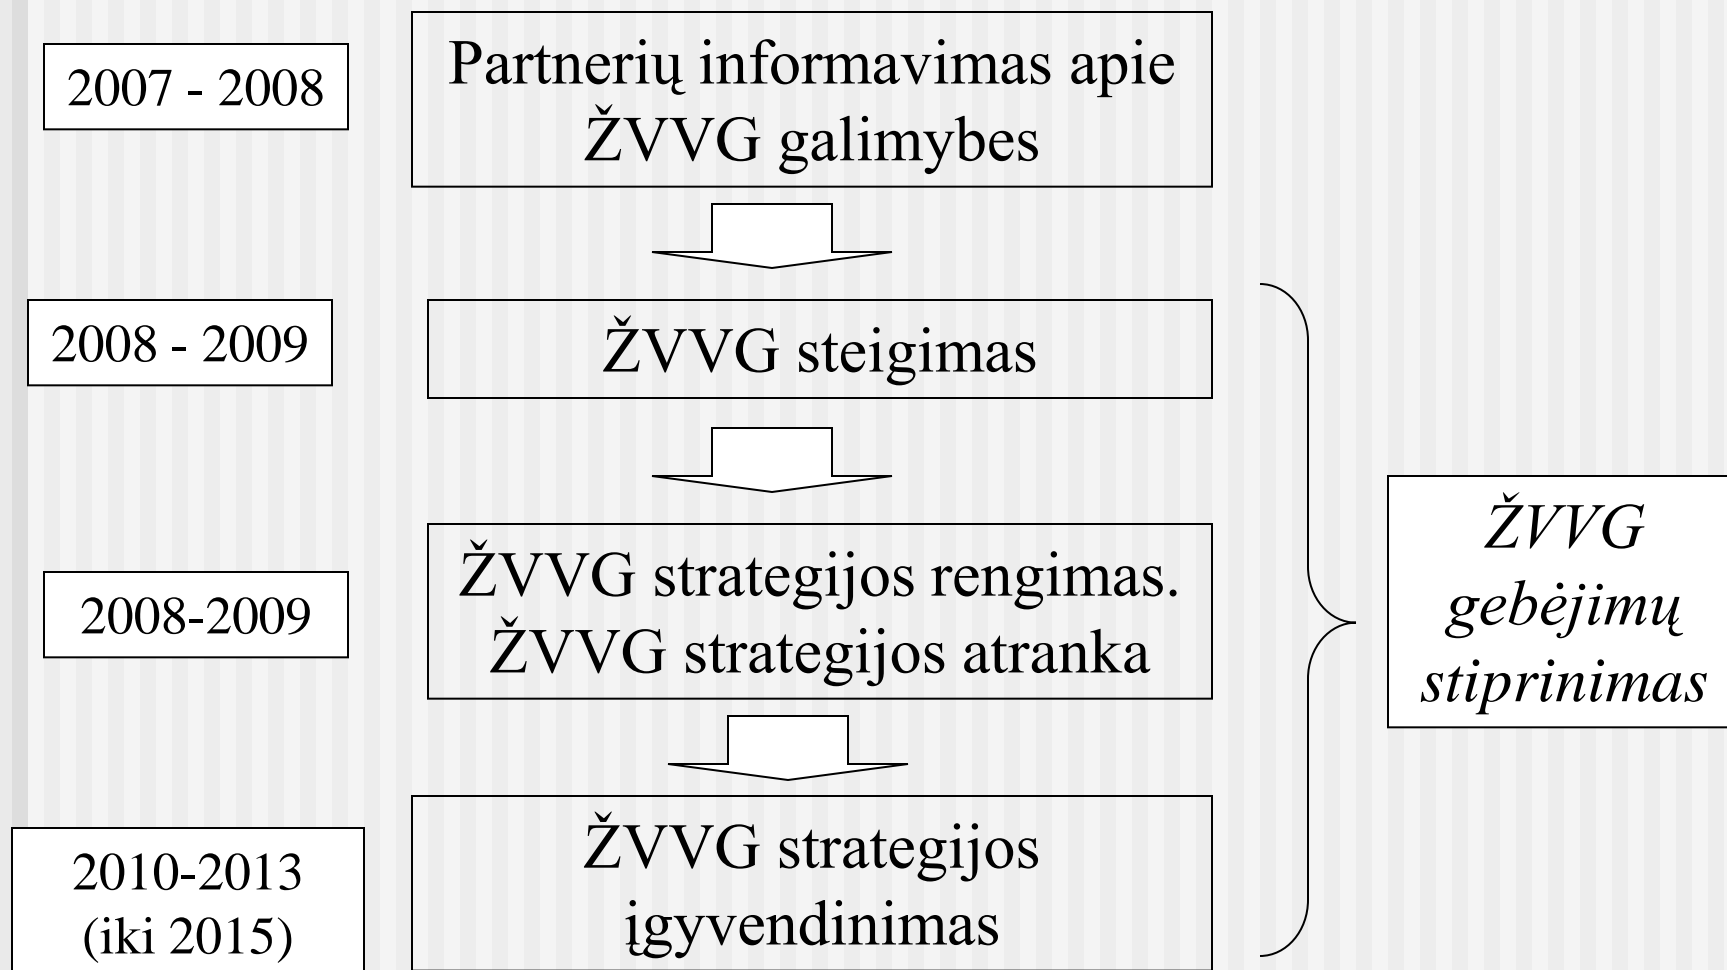 2007 - 2008
Partnerių informavimas apie
ŽVVG galimybes
2008 - 2009
ŽVVG steigimas
2008-2009
ŽVVG strategijos rengimas.
ŽVVG strategijos atranka
2010-2013
(iki 2015)
ŽVVG strategijos
įgyvendinimas
ŽVVG
gebėjimų
stiprinimas